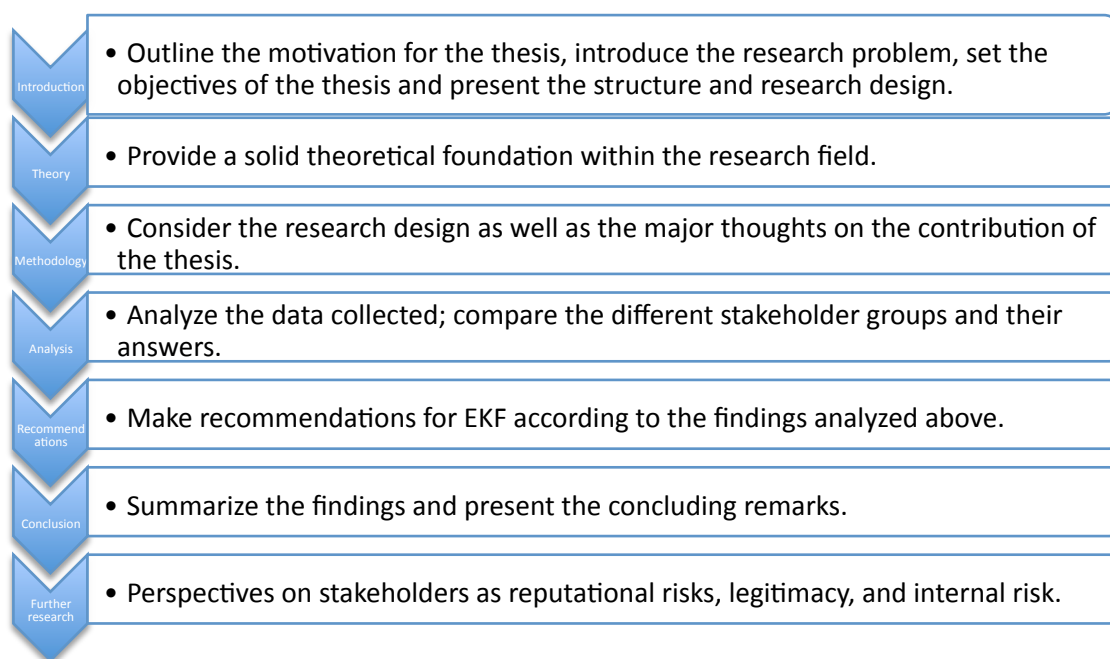 Introduction
• Outline the motivation for the thesis, introduce the research problem, set the
objectives of the thesis and present the structure and research design.
Theory
• Provide a solid theoretical foundation within the research field.
Methodology
• Consider the research design as well as the major thoughts on the contribution of
the thesis.
Analysis
• Analyze the data collected; compare the different stakeholder groups and their
answers.
Recommend
ations
• Make recommendations for EKF according to the findings analyzed above.
Conclusion
• Summarize the findings and present the concluding remarks.
Further
research
• Perspectives on stakeholders as reputational risks, legitimacy, and internal risk.